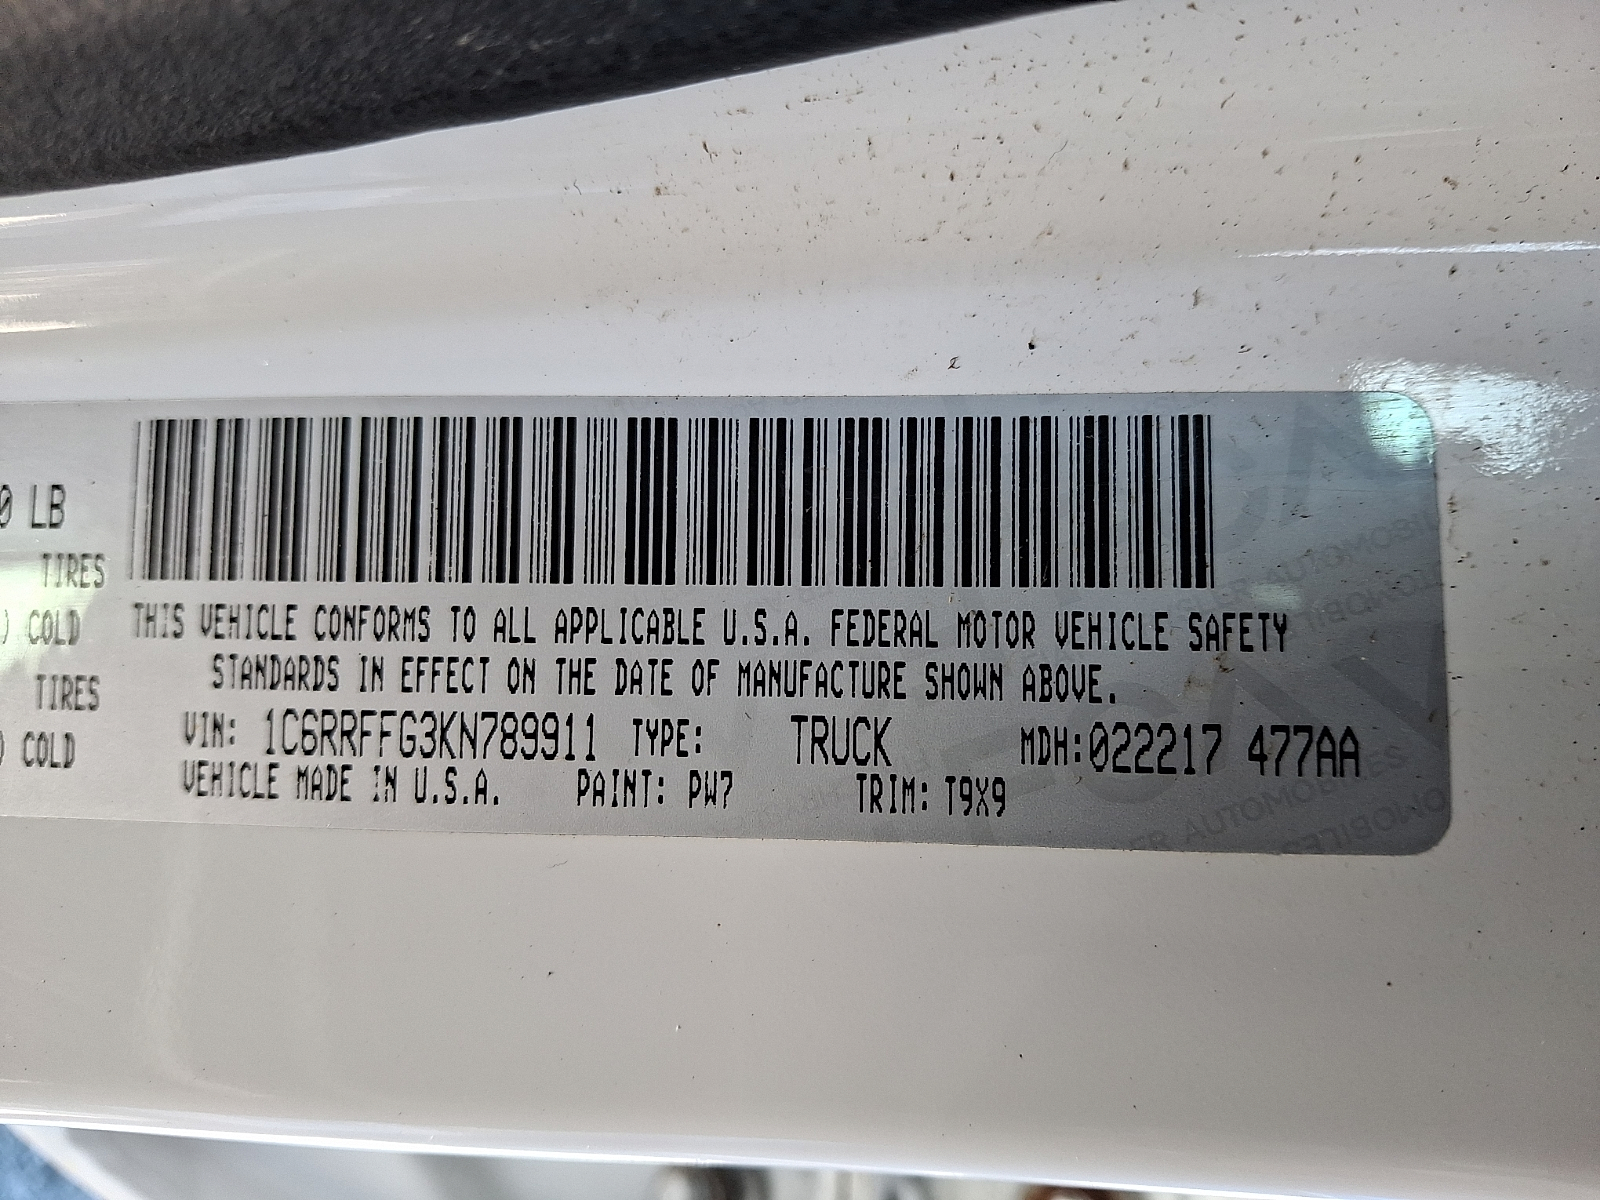 0 LB
TIRES
) COLD
TIRES
) COLD
THIS VEHICLE CONFORMS TO ALL APPLICABLE U.S.A. FEDERAL MOTOR VEHICLE SAFETY
STANDARDS IN EFFECT ON THE DATE OF MANUFACTURE SHOWN ABOVE.
VIN: 1C6RRFFG3KN789911 TYPE: TRUCK MDH:022217 477AA
VEHICLE MADE IN U.S.A. PAINT: PW7 TRIM: T9X9